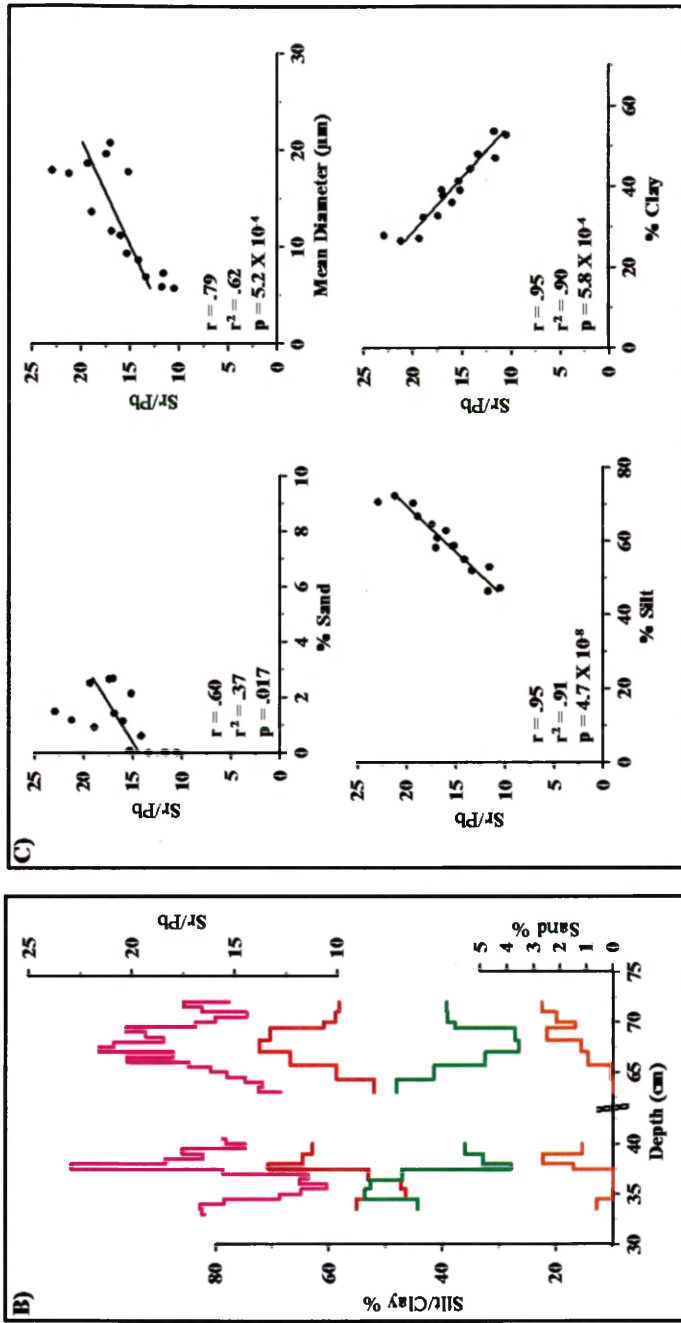 B)
80
60
40
20
Silt/Clay %
25
20
15
10
Sr/Pb
5
4
3
2
1
0
Sand %
30
35
40
65
70
75
Depth (cm)
C)
25
20
15
10
5
0
Sr/Pb
r = .60
r² = .37
p = .017
0
2
4
6
8
10
% Sand
25
20
15
10
5
0
Sr/Pb
r = .79
r² = .62
p = 5.2 X 10⁻⁴
0
10
20
30
Mean Diameter (µm)
25
20
15
10
5
0
Sr/Pb
r = .95
r² = .91
p = 4.7 X 10⁻⁸
0
20
40
60
80
% Silt
25
20
15
10
5
0
Sr/Pb
r = .95
r² = .90
p = 5.8 X 10⁻⁴
0
20
40
60
% Clay